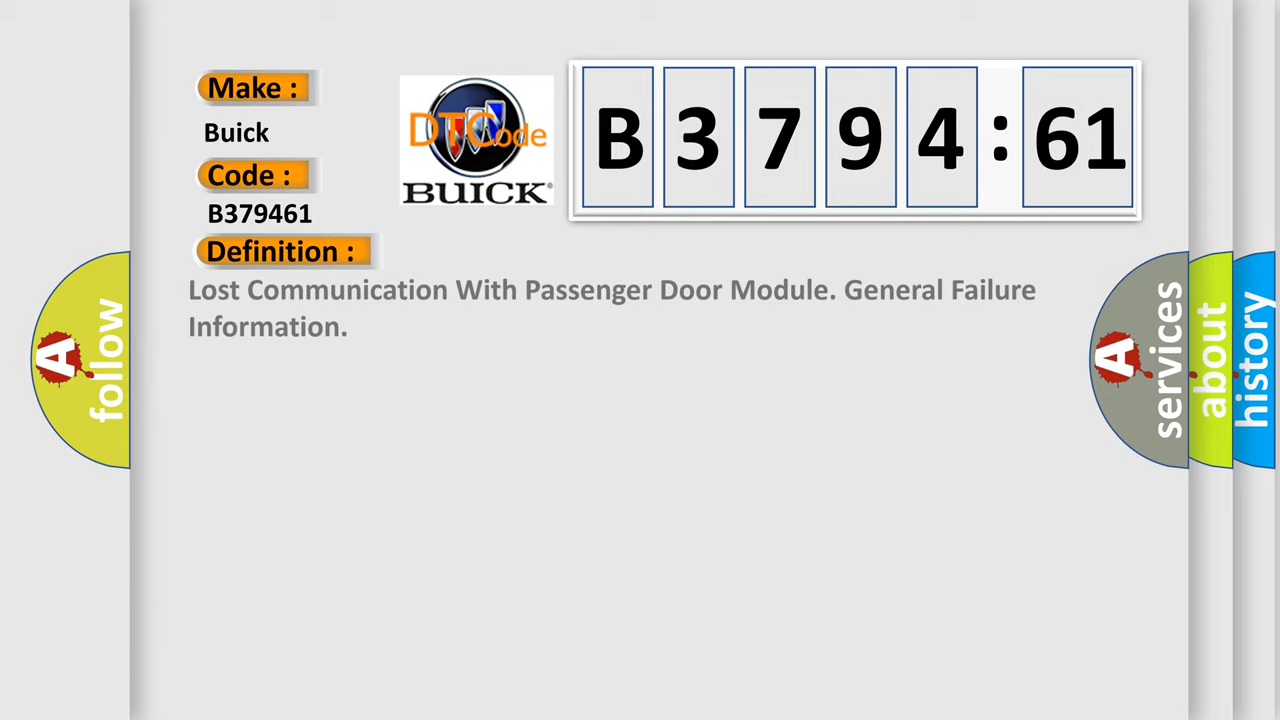 Make :
Buick
Code :
B379461
Definition :
DTCode
BUICK®
B 3 7 9 4 : 61
Lost Communication With Passenger Door Module. General Failure
Information.
A follow
A services
about
history